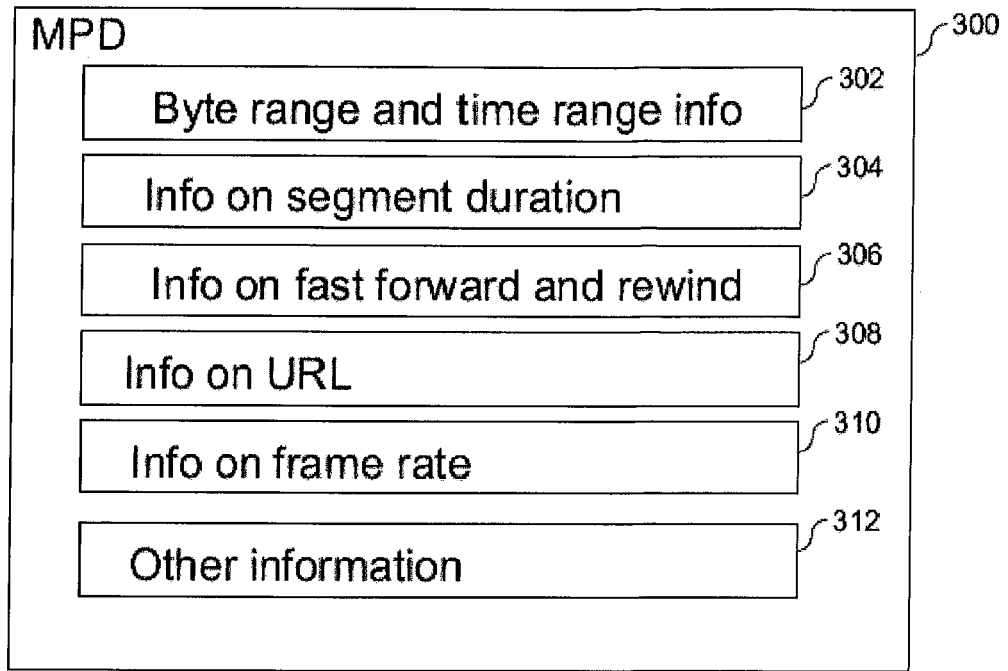 MPD
300
Byte range and time range info
302
Info on segment duration
304
Info on fast forward and rewind
306
Info on URL
308
Info on frame rate
310
Other information
312